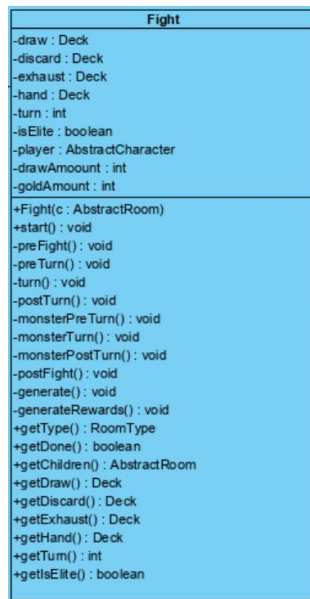 Fight
-draw : Deck
-discard : Deck
-exhaust : Deck
-hand : Deck
-turn : int
-isElite : boolean
-player : AbstractCharacter
-drawAmoount : int
-goldAmount : int
+Fight(c : AbstractRoom)
+start() : void
-preFight() : void
-preTurn() : void
-turn() : void
-postTurn() : void
-monsterPreTurn() : void
-monsterTurn() : void
-monsterPostTurn() : void
-postFight() : void
-generate() : void
-generateRewards() : void
+getType() : RoomType
+getDone() : boolean
+getChildren() : AbstractRoom
+getDraw() : Deck
+getDiscard() : Deck
+getExhaust() : Deck
+getHand() : Deck
+getTurn() : int
+getIsElite() : boolean